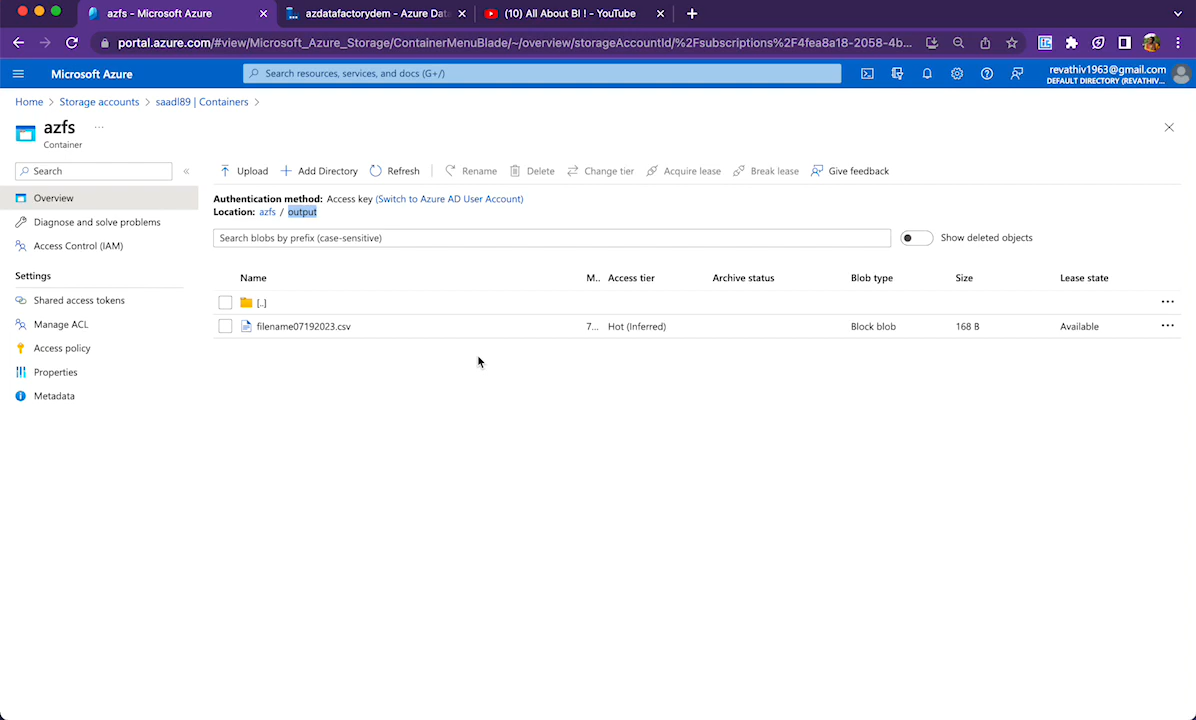 azfs - Microsoft Azure
azdatafactorydem - Azure Data
(10) All About BI ! - YouTube
portal.azure.com/#view/Microsoft_Azure_Storage/ContainerMenuBlade/~/overview/storageAccountId/%2Fsubscriptions%2F4fea8a18-2058-4b...
Microsoft Azure
Search resources, services, and docs (G+/)
revathiv1963@gmail.com
DEFAULT DIRECTORY (REVATHIV...
Home > Storage accounts > saadl89 | Containers >
azfs ...
Container
Search «
Overview
Diagnose and solve problems
Access Control (IAM)
Settings
Shared access tokens
Manage ACL
Access policy
Properties
Metadata
Upload Add Directory Refresh Rename Delete Change tier Acquire lease Break lease Give feedback
Authentication method: Access key (Switch to Azure AD User Account)
Location: azfs / output
Search blobs by prefix (case-sensitive)
Show deleted objects
Name M.. Access tier Archive status Blob type Size Lease state
[..] ...
filename07192023.csv 7... Hot (Inferred) Block blob 168 B Available ...